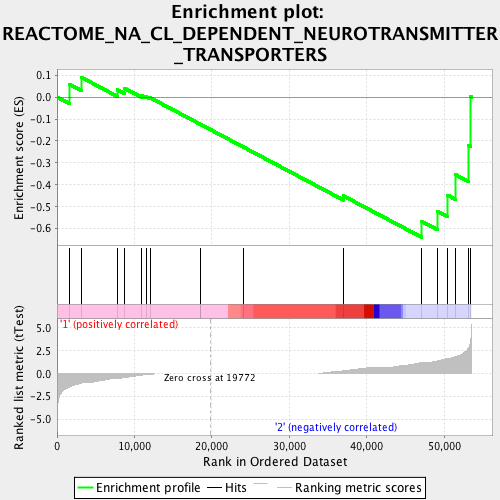 Enrichment plot:
REACTOME_NA_CL_DEPENDENT_NEUROTRANSMITTER
_TRANSPORTERS
Enrichment score (ES)
0.1
0.0
-0.1
-0.2
-0.3
-0.4
-0.5
-0.6
'1' (positively correlated)
Ranked list metric (tTest)
5.0
2.5
0.0
-2.5
-5.0
Zero cross at 19772
'2' (negatively correlated)
0 10,000 20,000 30,000 40,000 50,000
Rank in Ordered Dataset
Enrichment profile Hits Ranking metric scores